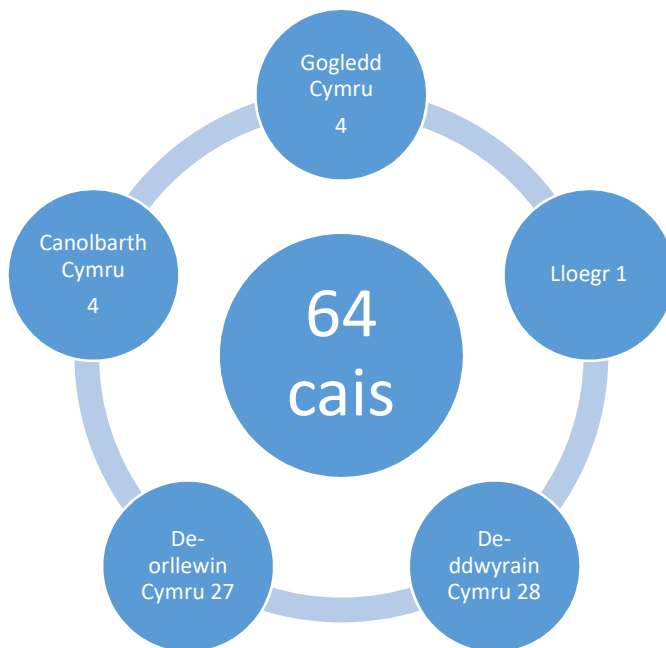 Gogledd
Cymru
4
Lloegr 1
De-
ddwyrain
Cymru 28
De-
orllewin
Cymru 27
Canolbarth
Cymru
4
64
cais